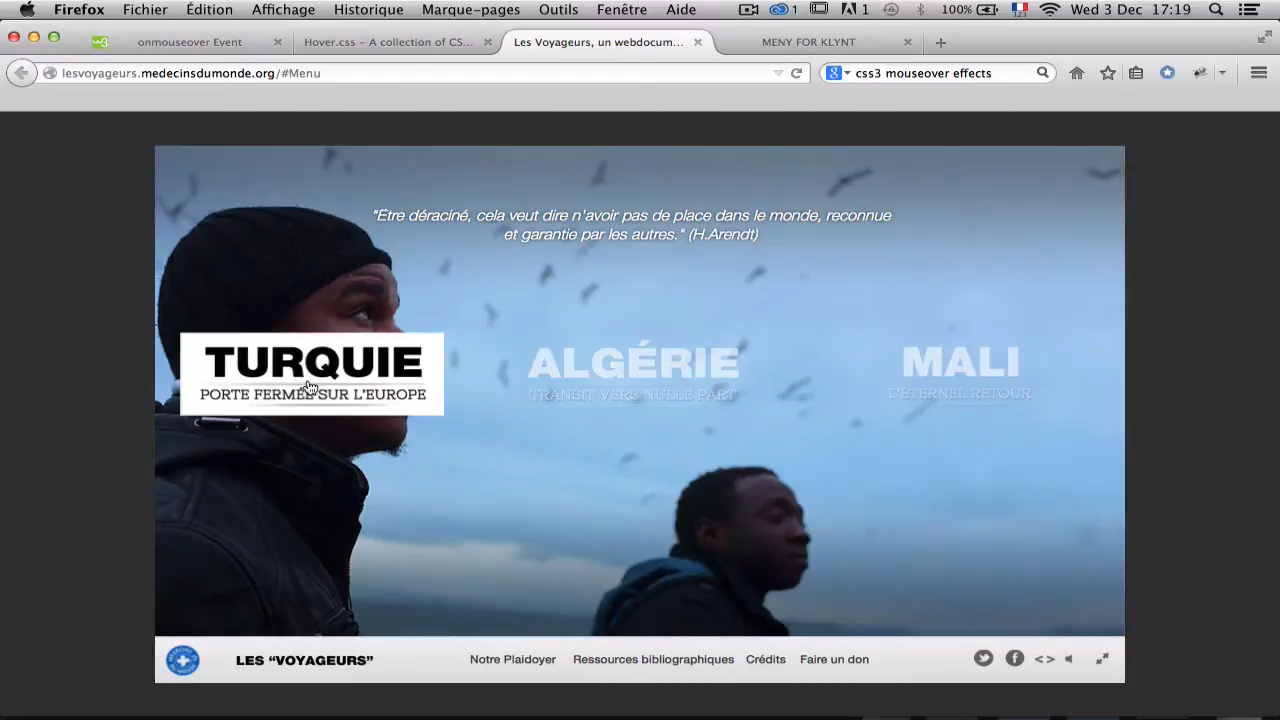 Firefox Fichier Édition Affichage Historique Marque-pages Outils Fenêtre Aide 1 1 100% 123 Wed 3 Dec 17:19
w3 onmouseover Event Hover.css - A collection of CS... Les Voyageurs, un webdocum... MENY FOR KLYNT
lesvoyageurs.medecinsdumonde.org/#Menu css3 mouseover effects
"Etre déraciné, cela veut dire n'avoir pas de place dans le monde, reconnue
et garantie par les autres." (H.Arendt)
TURQUIE
PORTE FERMÉE SUR L'EUROPE
ALGÉRIE
TRANSIT VERS NULLE PART
MALI
L'ÉTERNEL RETOUR
LES "VOYAGEURS" Notre Plaidoyer Ressources bibliographiques Crédits Faire un don